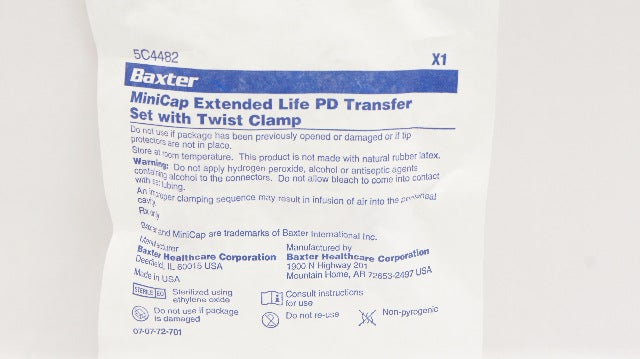 5C4482
X1
Baxter
MiniCap Extended Life PD Transfer
Set with Twist Clamp
Do not use if package has been previously opened or damaged or if tip
protectors are not in place.
Store at room temperature. This product is not made with natural rubber latex.
Warning: Do not apply hydrogen peroxide, alcohol or antiseptic agents
containing alcohol to the connectors. Do not allow bleach to come into contact
with set tubing.
An improper clamping sequence may result in infusion of air into the peritoneal
cavity.
Rx only
Baxter and MiniCap are trademarks of Baxter International Inc.
Manufacturer
Baxter Healthcare Corporation
Deerfield, IL 60015 USA
Made in USA
Manufactured by
Baxter Healthcare Corporation
1900 N Highway 201
Mountain Home, AR 72653-2497 USA
STERILE EO
Sterilized using
ethylene oxide
Consult instructions
for use
Do not use if package
is damaged
Do not re-use
Non-pyrogenic
07-07-72-701